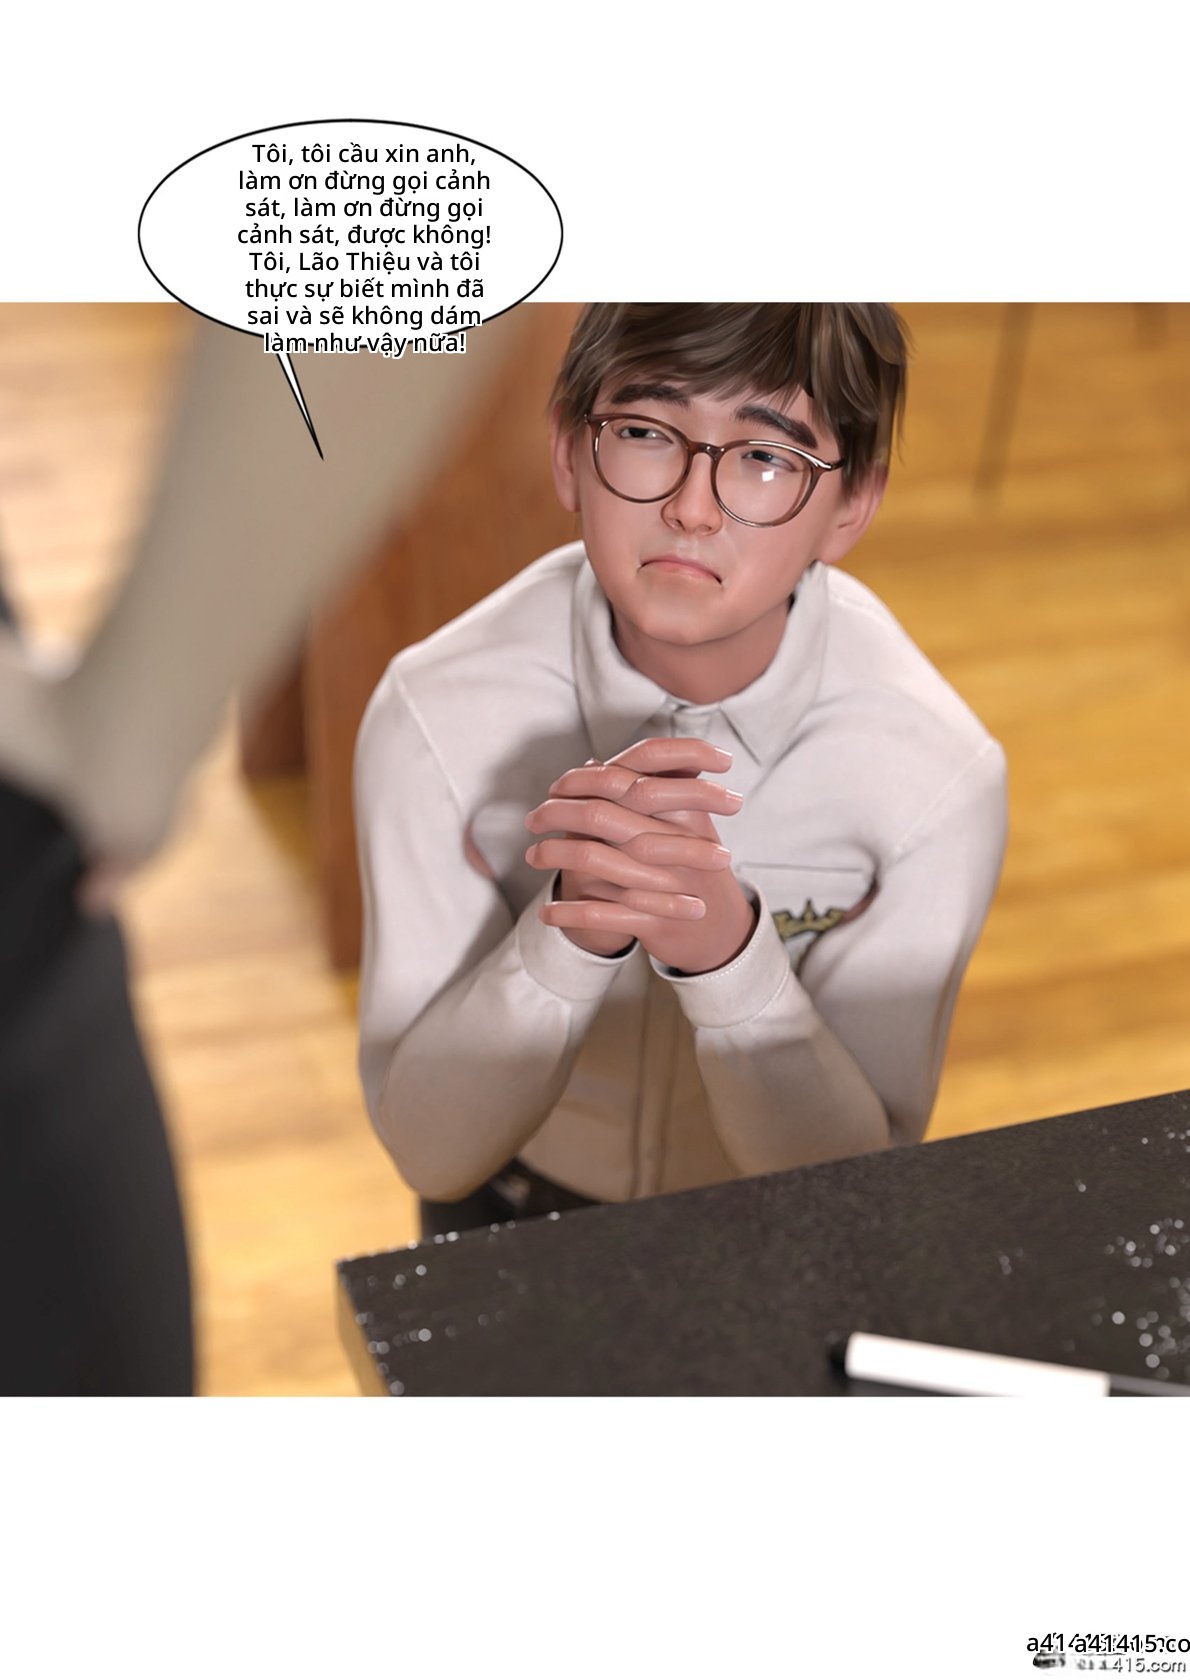 Tôi, tôi cầu xin anh,
làm ơn đừng gọi cảnh
sát, làm ơn đừng gọi
cảnh sát, được không!
Tôi, Lão Thiệu và tôi
thực sự biết mình đã
sai và sẽ không dám
làm như vậy nữa!
a41415.co
415.com